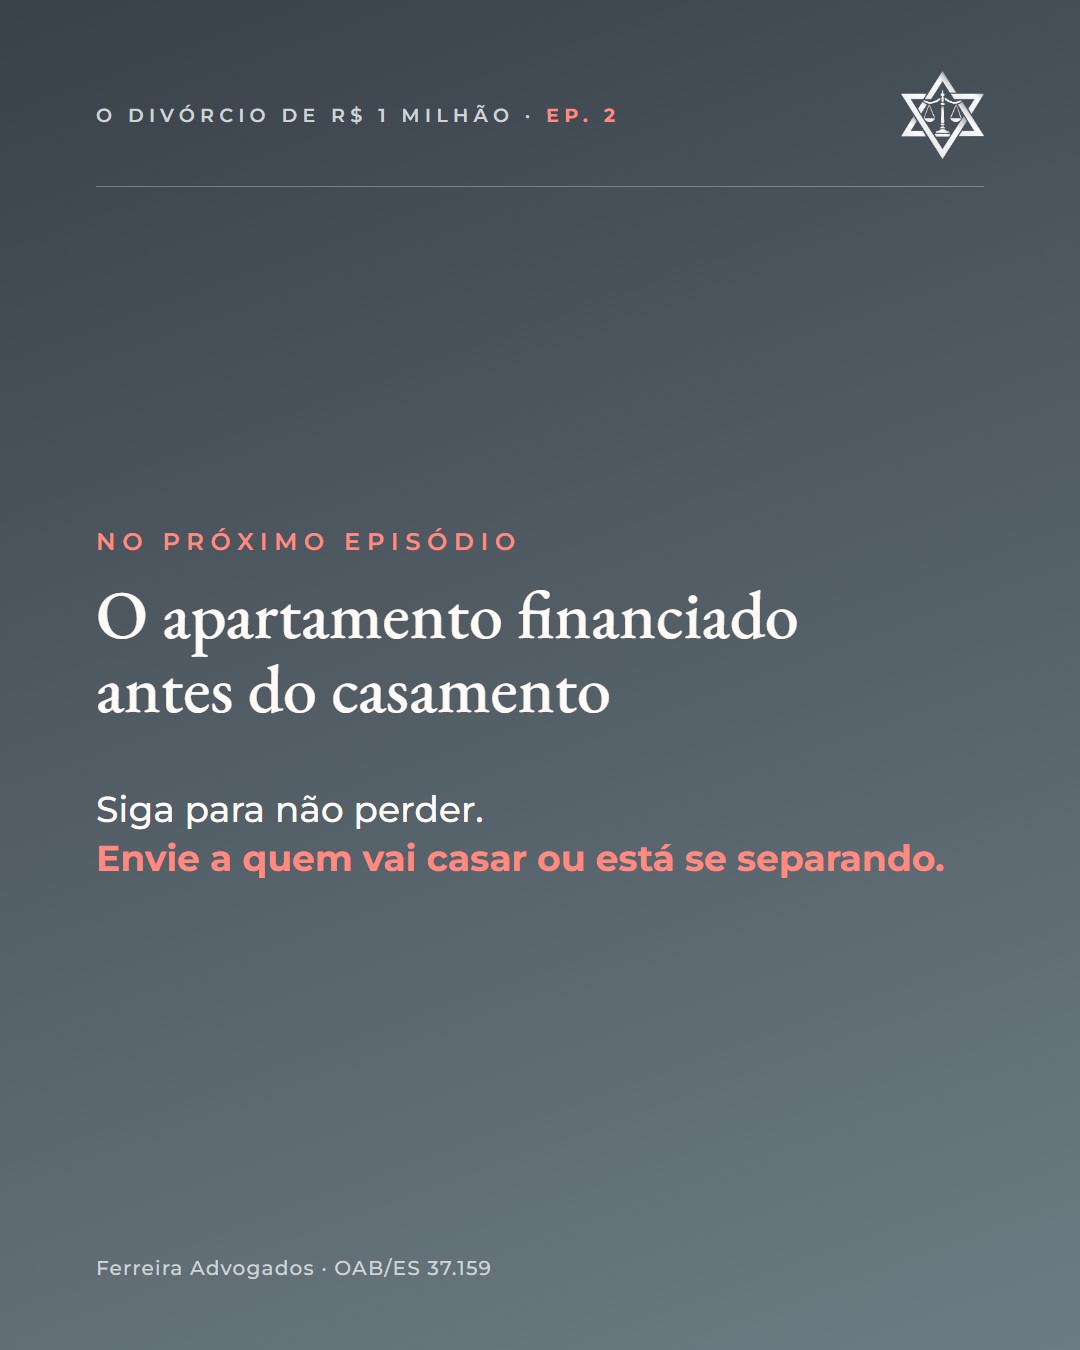 O DIVÓRCIO DE R$ 1 MILHÃO · EP. 2
NO PRÓXIMO EPISÓDIO
O apartamento financiado
antes do casamento
Siga para não perder.
Envie a quem vai casar ou está se separando.
Ferreira Advogados · OAB/ES 37.159